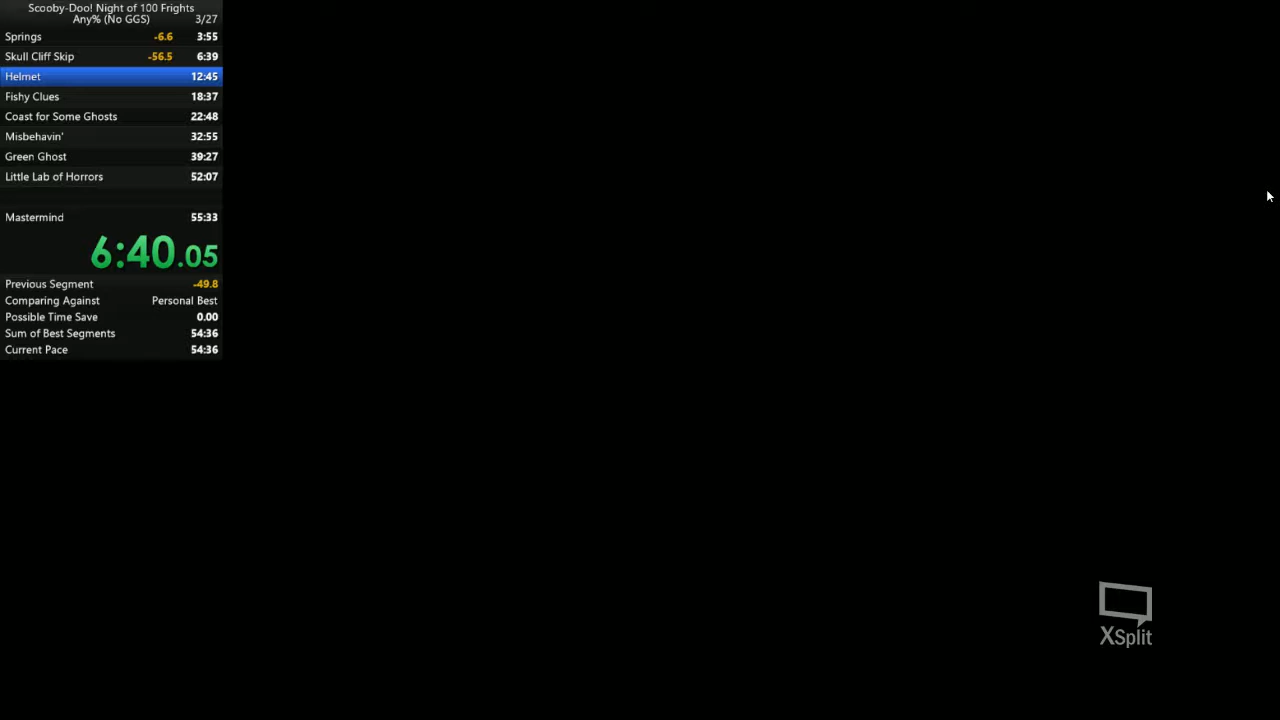 Scooby-Doo! Night of 100 Frights
Any% (No GGS) 3/27
Springs -6.6 3:55
Skull Cliff Skip -56.5 6:39
Helmet 12:45
Fishy Clues 18:37
Coast for Some Ghosts 22:48
Misbehavin' 32:55
Green Ghost 39:27
Little Lab of Horrors 52:07
Mastermind 55:33
6:40.05
Previous Segment -49.8
Comparing Against Personal Best
Possible Time Save 0.00
Sum of Best Segments 54:36
Current Pace 54:36
XSplit